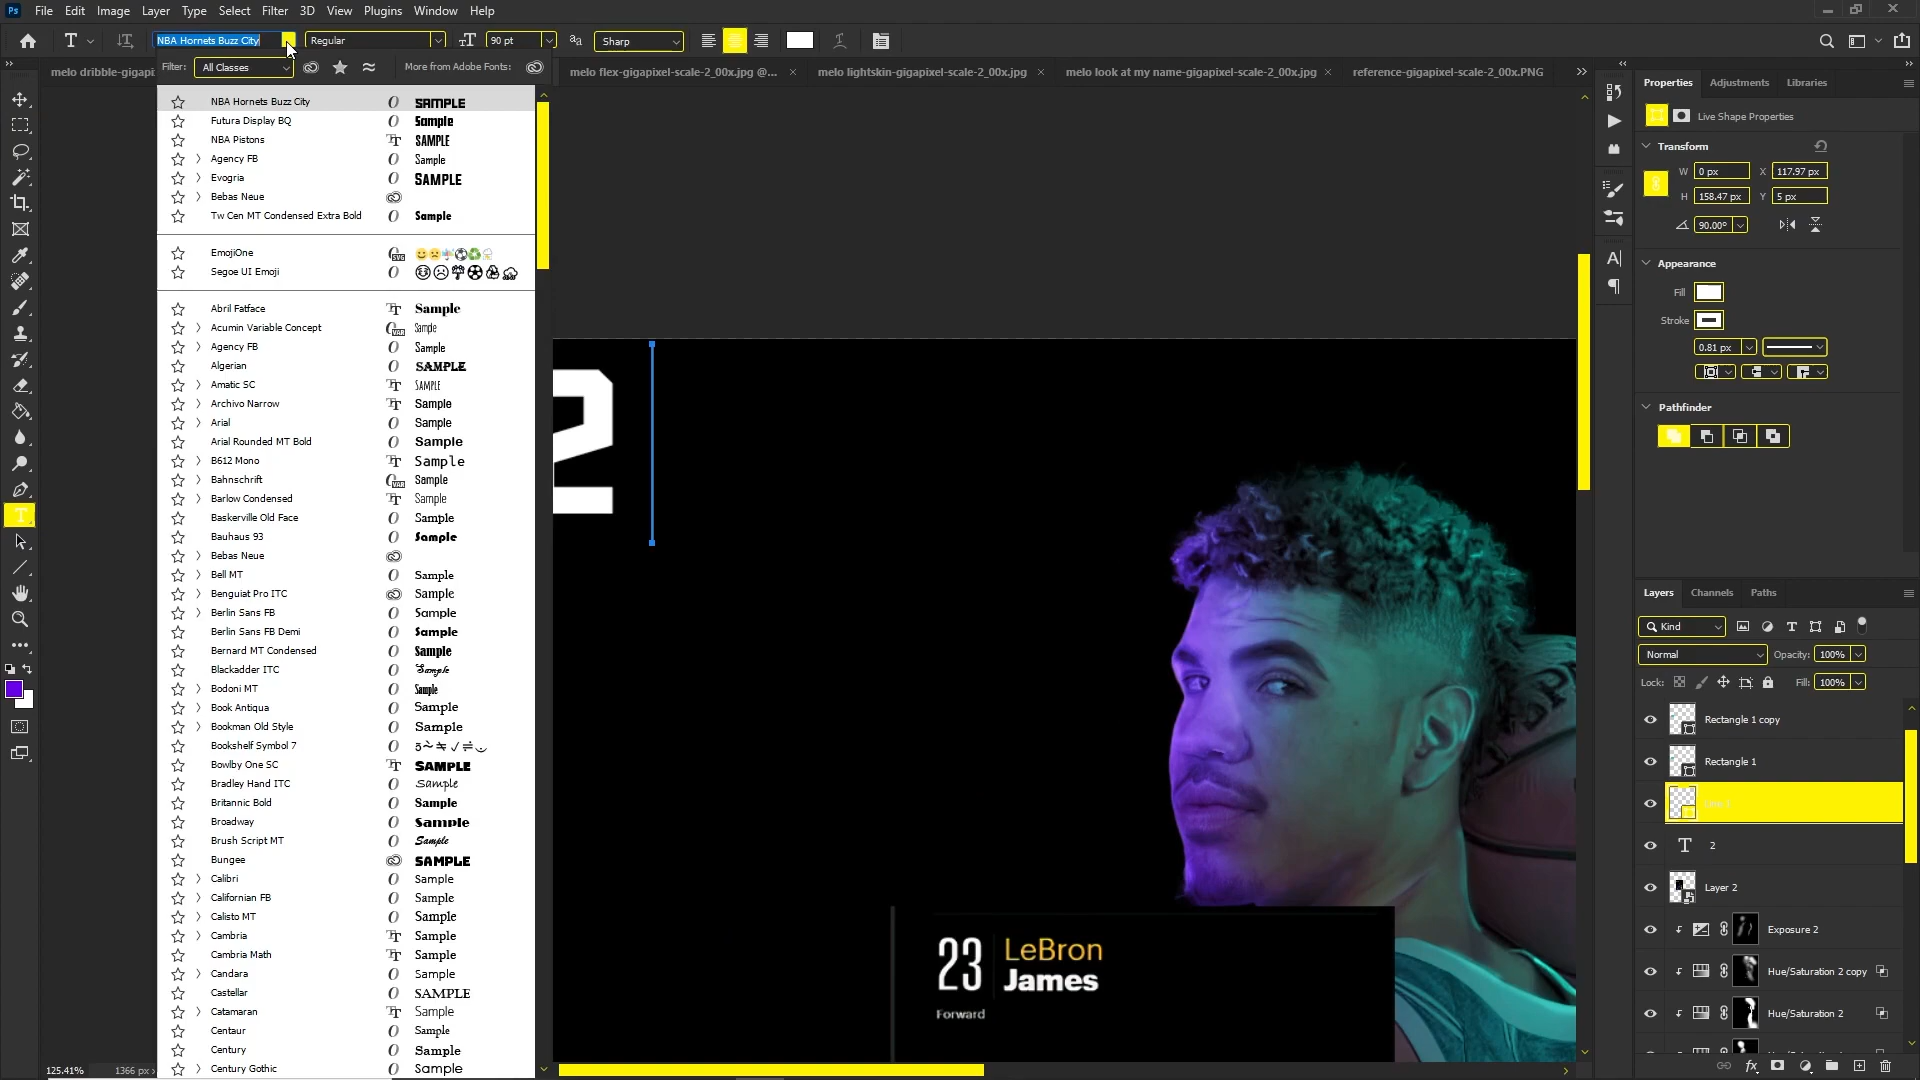 Ps File Edit Image Layer Type Select Filter 3D View Plugins Window Help
NBA Hornets Buzz City Regular 90 pt Sharp
Filter: All Classes More from Adobe Fonts:
melo dribble-gigapi melo flex-gigapixel-scale-2_00x.jpg @... melo lightskin-gigapixel-scale-2_00x.jpg melo look at my name-gigapixel-scale-2_00x.jpg reference-gigapixel-scale-2_00x.PNG
NBA Hornets Buzz City SAMPLE
Futura Display BQ Sample
NBA Pistons SAMPLE
Agency FB Sample
Evogria SAMPLE
Bebas Neue
Tw Cen MT Condensed Extra Bold Sample
EmojiOne
Segoe UI Emoji
Abril Fatface Sample
Acumin Variable Concept Sample
Agency FB Sample
Algerian SAMPLE
Amatic SC SAMPLE
Archivo Narrow Sample
Arial Sample
Arial Rounded MT Bold Sample
B612 Mono Sample
Bahnschrift Sample
Barlow Condensed Sample
Baskerville Old Face Sample
Bauhaus 93 Sample
Bebas Neue
Bell MT Sample
Benguiat Pro ITC Sample
Berlin Sans FB Sample
Berlin Sans FB Demi Sample
Bernard MT Condensed Sample
Blackadder ITC Sample
Bodoni MT Sample
Book Antiqua Sample
Bookman Old Style Sample
Bookshelf Symbol 7
Bowlby One SC SAMPLE
Bradley Hand ITC Sample
Britannic Bold Sample
Broadway Sample
Brush Script MT Sample
Bungee SAMPLE
Calibri Sample
Californian FB Sample
Calisto MT Sample
Cambria Sample
Cambria Math Sample
Candara Sample
Castellar SAMPLE
Catamaran Sample
Centaur Sample
Century Sample
Century Gothic Sample
125.41% 1366 px
2
23 LeBron
James
Forward
Properties Adjustments Libraries
Live Shape Properties
Transform
W 0 px X 117.97 px
H 158.47 px Y 5 px
90.00°
Appearance
Fill
Stroke
0.81 px
Pathfinder
Layers Channels Paths
Kind
Normal Opacity: 100%
Lock: Fill: 100%
Rectangle 1 copy
Rectangle 1
T 2
Layer 2
Exposure 2
Hue/Saturation 2 copy
Hue/Saturation 2